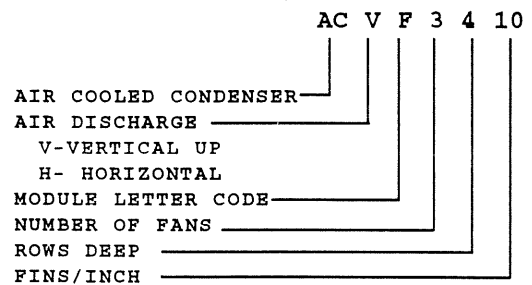 AC V F 3 4 10
AIR COOLED CONDENSER
AIR DISCHARGE
V-VERTICAL UP
H- HORIZONTAL
MODULE LETTER CODE
NUMBER OF FANS
ROWS DEEP
FINS/INCH